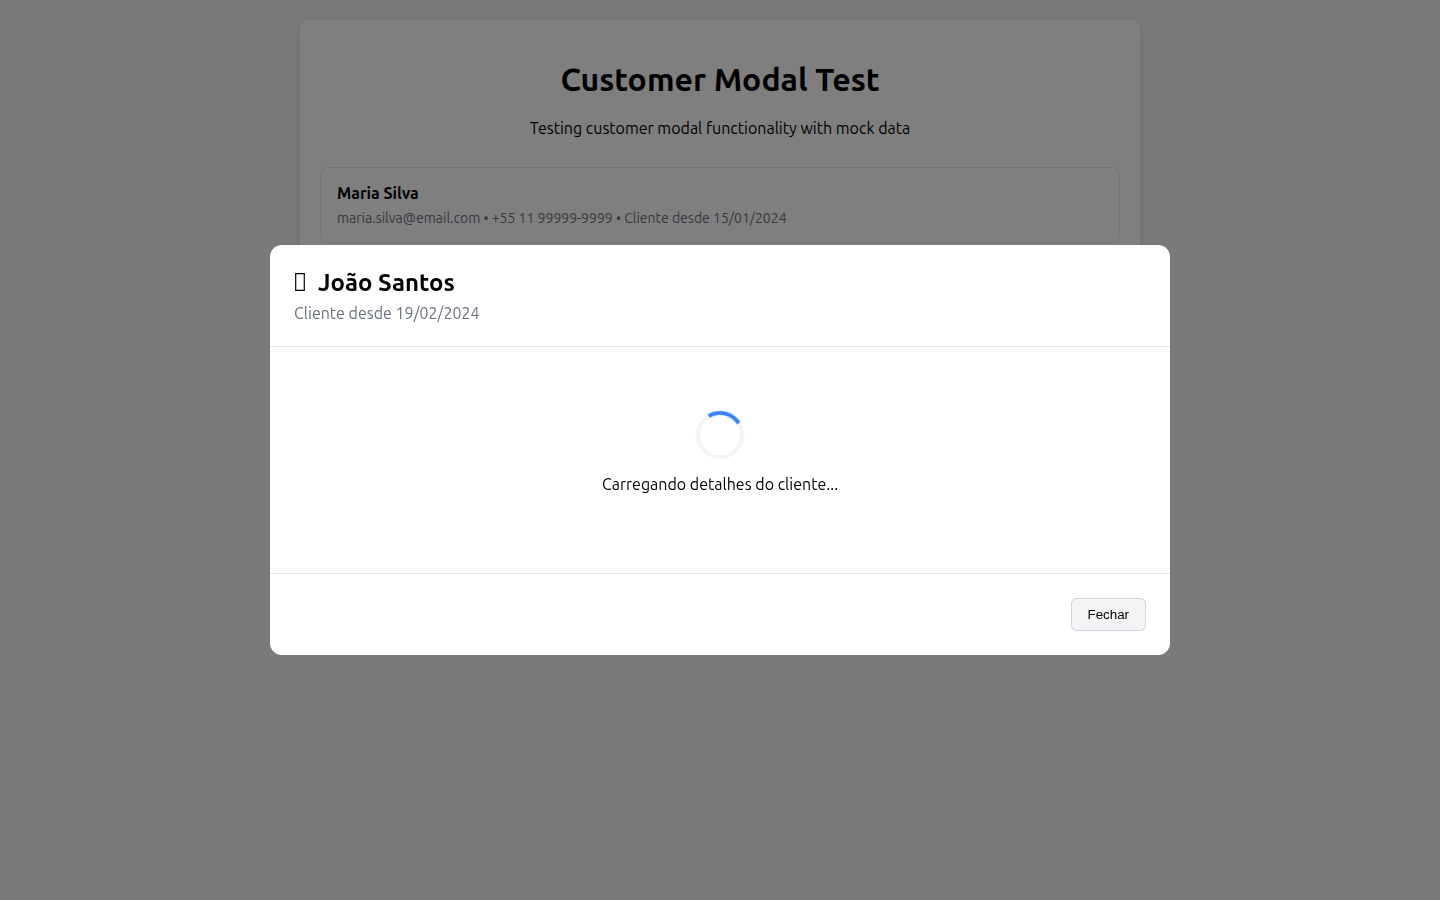 Customer Modal Test
Testing customer modal functionality with mock data
Maria Silva
maria.silva@email.com • +55 11 99999-9999 • Cliente desde 15/01/2024
João Santos
Cliente desde 19/02/2024
Carregando detalhes do cliente...
Fechar